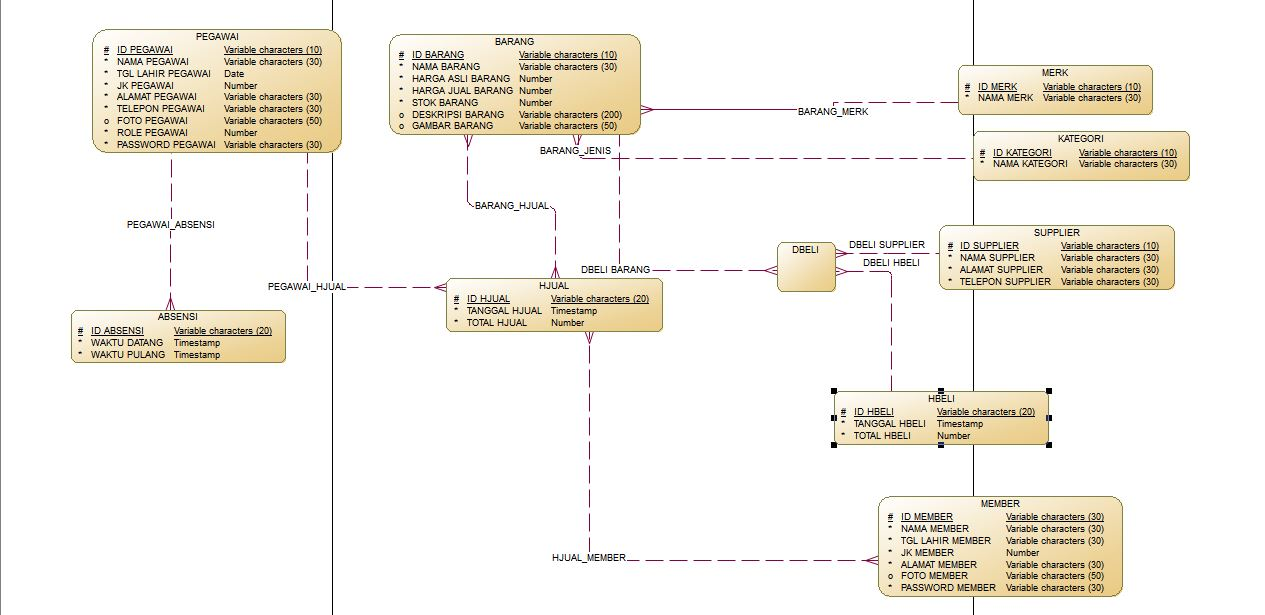 PEGAWAI
# ID PEGAWAI Variable characters (10)
* NAMA PEGAWAI Variable characters (30)
* TGL LAHIR PEGAWAI Date
* JK PEGAWAI Number
* ALAMAT PEGAWAI Variable characters (30)
* TELEPON PEGAWAI Variable characters (30)
o FOTO PEGAWAI Variable characters (50)
* ROLE PEGAWAI Number
* PASSWORD PEGAWAI Variable characters (30)
BARANG
# ID BARANG Variable characters (10)
* NAMA BARANG Variable characters (30)
* HARGA ASLI BARANG Number
* HARGA JUAL BARANG Number
* STOK BARANG Number
o DESKRIPSI BARANG Variable characters (200)
o GAMBAR BARANG Variable characters (50)
MERK
# ID MERK Variable characters (10)
* NAMA MERK Variable characters (30)
BARANG_MERK
KATEGORI
# ID KATEGORI Variable characters (10)
* NAMA KATEGORI Variable characters (30)
BARANG_JENIS
BARANG_HJUAL
PEGAWAI_ABSENSI
SUPPLIER
# ID SUPPLIER Variable characters (10)
* NAMA SUPPLIER Variable characters (30)
* ALAMAT SUPPLIER Variable characters (30)
* TELEPON SUPPLIER Variable characters (30)
DBELI SUPPLIER
DBELI
DBELI HBELI
DBELI BARANG
PEGAWAI_HJUAL
HJUAL
# ID HJUAL Variable characters (20)
* TANGGAL HJUAL Timestamp
* TOTAL HJUAL Number
ABSENSI
# ID ABSENSI Variable characters (20)
* WAKTU DATANG Timestamp
* WAKTU PULANG Timestamp
HBELI
# ID HBELI Variable characters (20)
* TANGGAL HBELI Timestamp
* TOTAL HBELI Number
HJUAL_MEMBER
MEMBER
# ID MEMBER Variable characters (30)
* NAMA MEMBER Variable characters (30)
* TGL LAHIR MEMBER Variable characters (30)
* JK MEMBER Number
* ALAMAT MEMBER Variable characters (30)
o FOTO MEMBER Variable characters (50)
* PASSWORD MEMBER Variable characters (30)